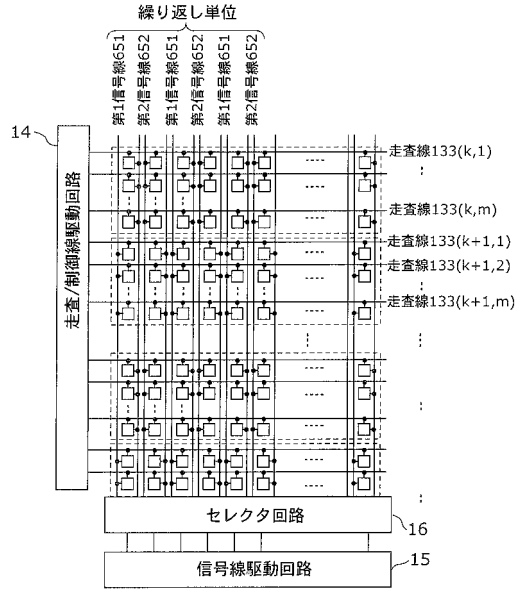 繰り返し単位
第1信号線651
第2信号線652
第1信号線651
第2信号線652
第1信号線651
第2信号線652
14
走査/制御線駆動回路
走査線133(k,1)
走査線133(k,m)
走査線133(k+1,1)
走査線133(k+1,2)
走査線133(k+1,m)
セレクタ回路
16
信号線駆動回路
15